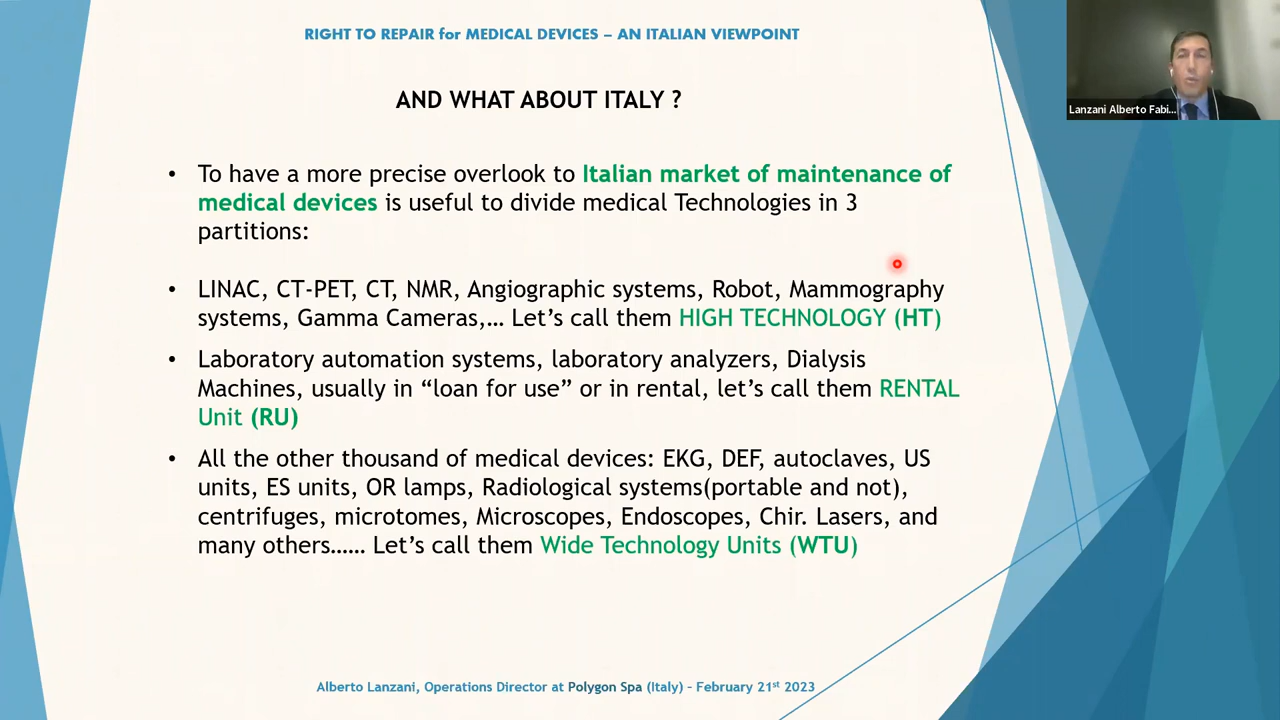 RIGHT TO REPAIR for MEDICAL DEVICES – AN ITALIAN VIEWPOINT
Lanzani Alberto Fabi...
AND WHAT ABOUT ITALY ?
• To have a more precise overlook to Italian market of maintenance of
medical devices is useful to divide medical Technologies in 3
partitions:
• LINAC, CT-PET, CT, NMR, Angiographic systems, Robot, Mammography
systems, Gamma Cameras,… Let’s call them HIGH TECHNOLOGY (HT)
• Laboratory automation systems, laboratory analyzers, Dialysis
Machines, usually in “loan for use” or in rental, let’s call them RENTAL
Unit (RU)
• All the other thousand of medical devices: EKG, DEF, autoclaves, US
units, ES units, OR lamps, Radiological systems(portable and not),
centrifuges, microtomes, Microscopes, Endoscopes, Chir. Lasers, and
many others…… Let’s call them Wide Technology Units (WTU)
Alberto Lanzani, Operations Director at Polygon Spa (Italy) - February 21st 2023